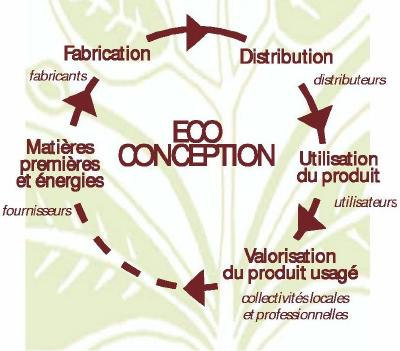 Fabrication
fabricants
Distribution
distributeurs
ECO
CONCEPTION
Matières
premières
et énergies
fournisseurs
Utilisation
du produit
utilisateurs
Valorisation
du produit usagé
collectivités locales
et professionnelles